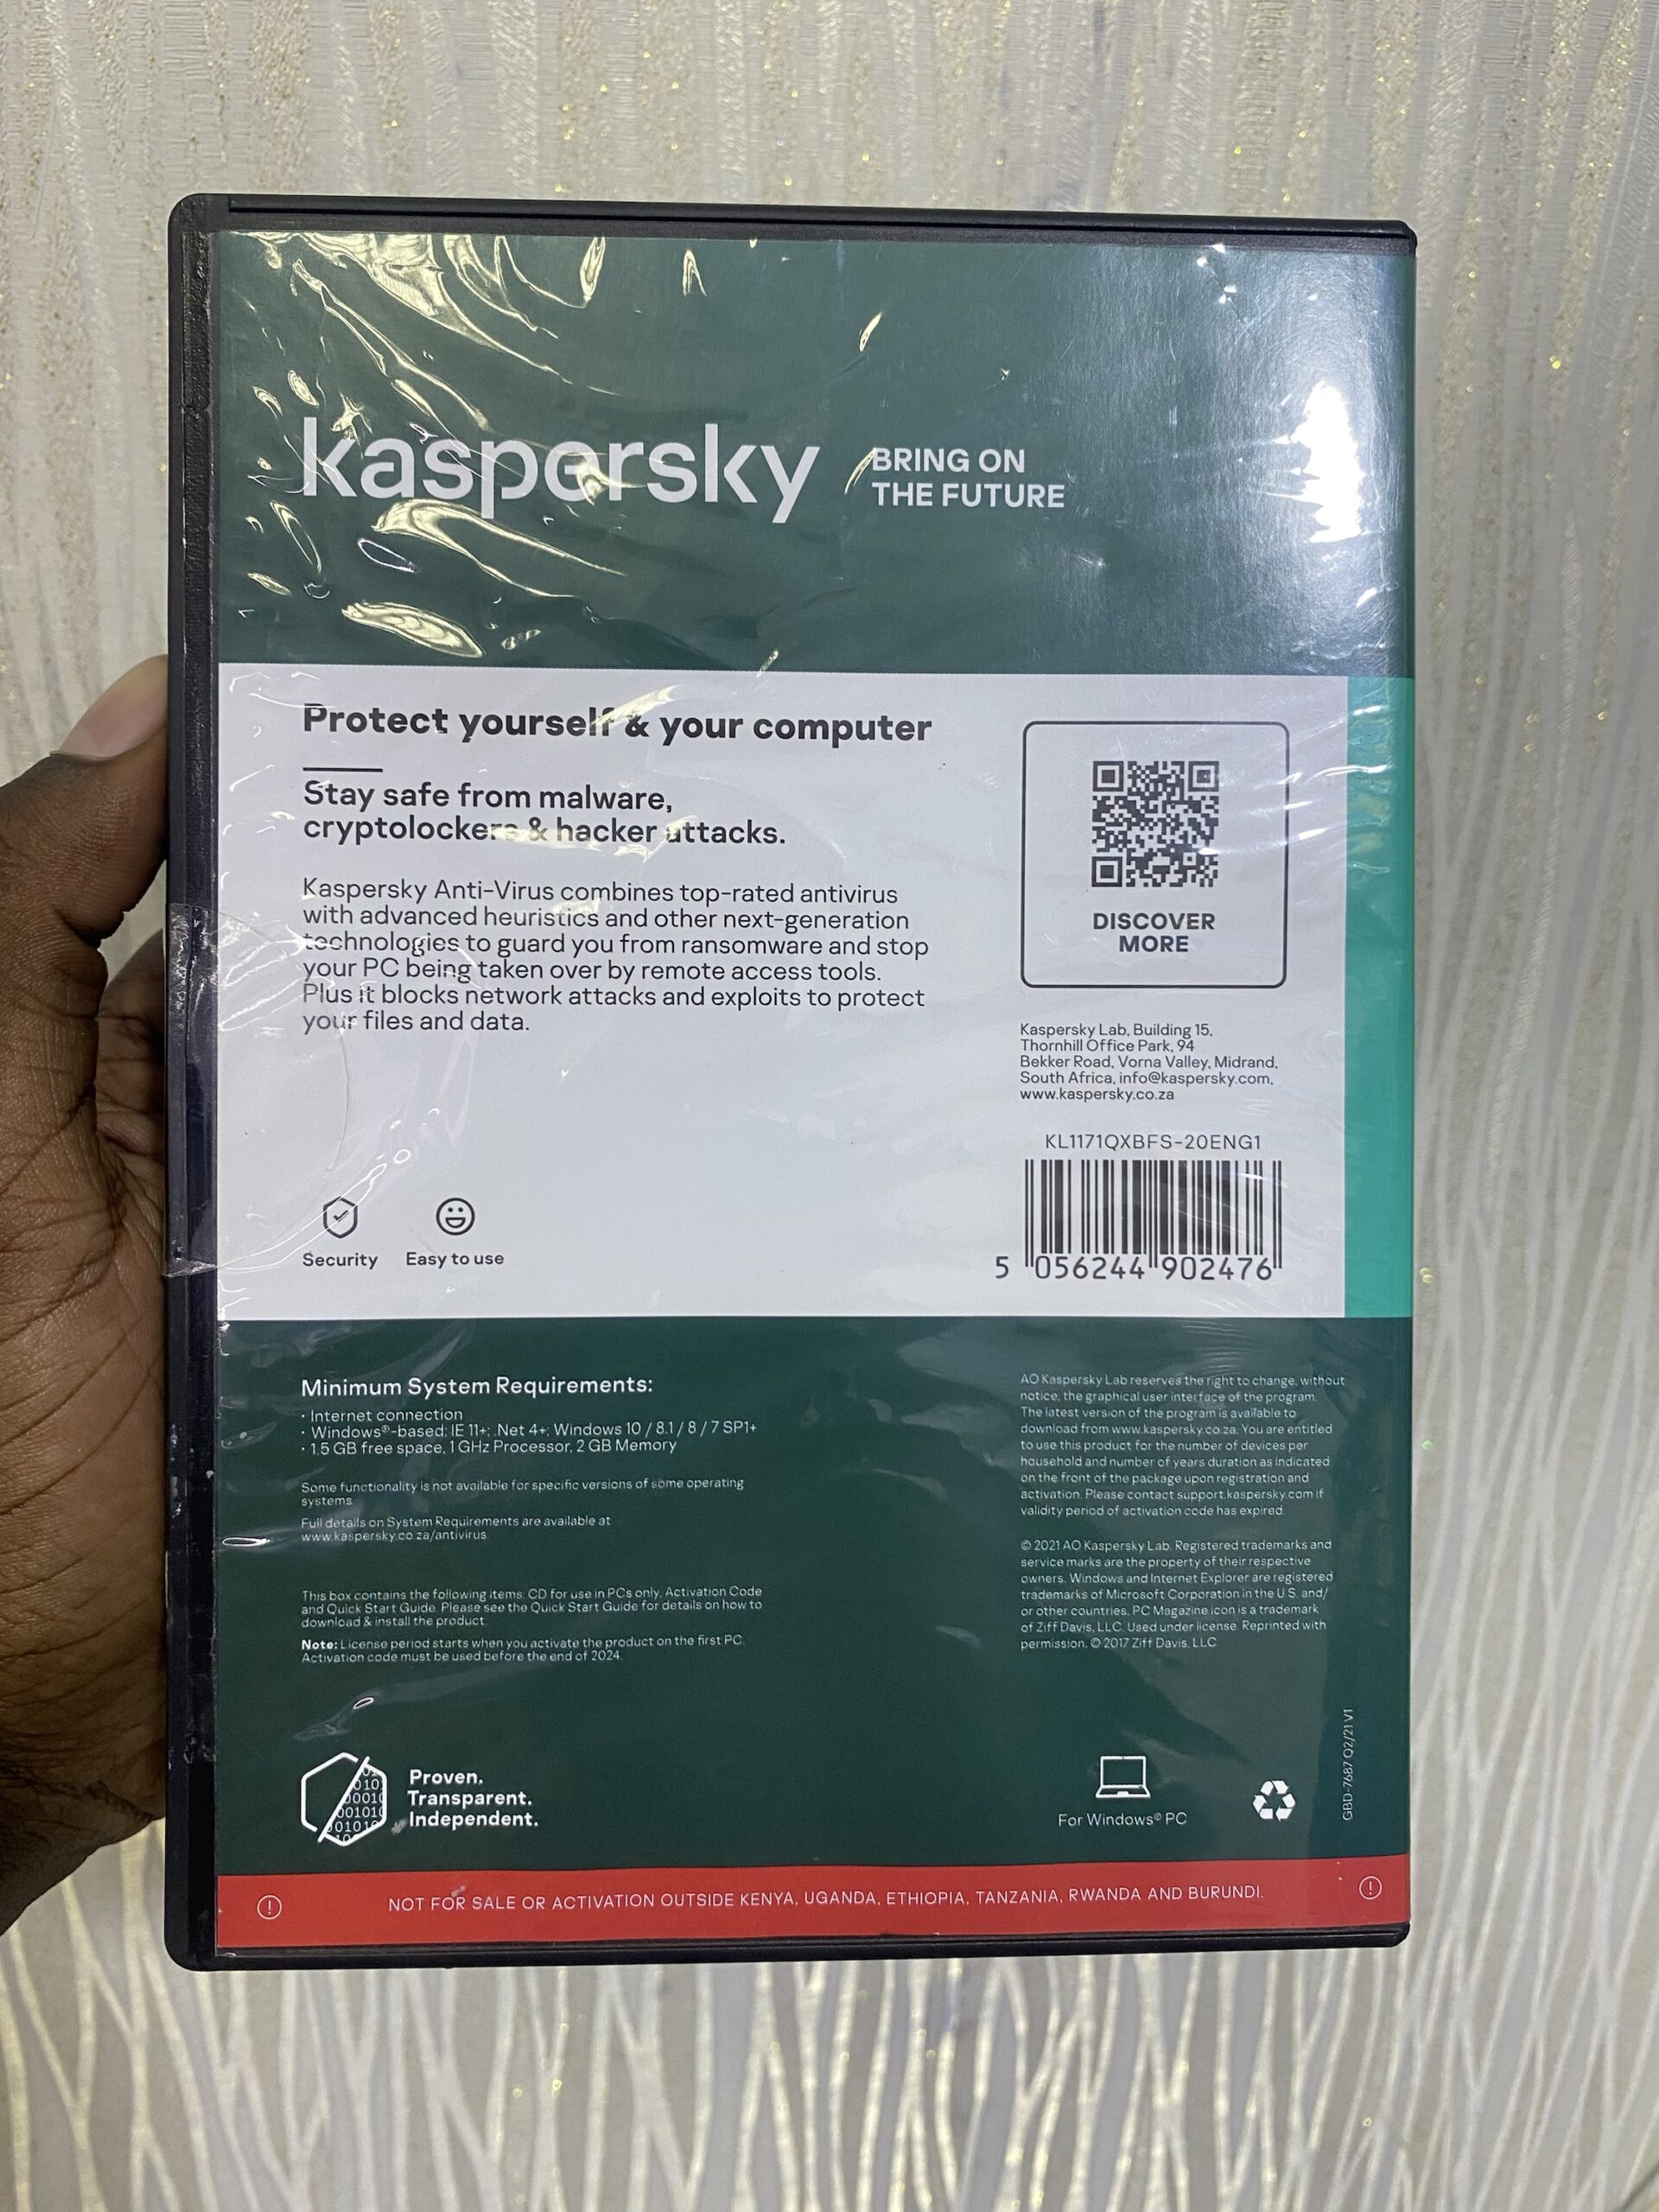 kaspersky
BRING ON
THE FUTURE
Protect yourself & your computer
Stay safe from malware,
cryptolockers & hacker attacks.
Kaspersky Anti-Virus combines top-rated antivirus
with advanced heuristics and other next-generation
technologies to guard you from ransomware and stop
your PC being taken over by remote access tools.
Plus it blocks network attacks and exploits to protect
your files and data.
Security
Easy to use
DISCOVER
MORE
Kaspersky Lab, Building 15,
Thornhill Office Park, 94
Bekker Road, Vorna Valley, Midrand,
South Africa, info@kaspersky.com,
www.kaspersky.co.za
KL1171QXBFS-20ENG1
5 056244 902476
Minimum System Requirements:
· Internet connection
· Windows®-based: IE 11+; .Net 4+; Windows 10 / 8.1 / 8 / 7 SP1+
· 1.5 GB free space, 1 GHz Processor, 2 GB Memory
Some functionality is not available for specific versions of some operating
systems.
Full details on System Requirements are available at
www.kaspersky.co.za/antivirus
This box contains the following items: CD for use in PCs only, Activation Code
and Quick Start Guide. Please see the Quick Start Guide for details on how to
download & install the product.
Note: License period starts when you activate the product on the first PC.
Activation code must be used before the end of 2024.
AO Kaspersky Lab reserves the right to change, without
notice, the graphical user interface of the program.
The latest version of the program is available to
download from www.kaspersky.co.za. You are entitled
to use this product for the number of devices per
household and number of years duration as indicated
on the front of the package upon registration and
activation. Please contact support.kaspersky.com if
validity period of activation code has expired.
© 2021 AO Kaspersky Lab. Registered trademarks and
service marks are the property of their respective
owners. Windows and Internet Explorer are registered
trademarks of Microsoft Corporation in the U.S. and/
or other countries. PC Magazine icon is a trademark
of Ziff Davis, LLC. Used under license. Reprinted with
permission. © 2017 Ziff Davis, LLC
Proven.
Transparent.
Independent.
For Windows® PC
GBD-7687 Q2/21 V1
NOT FOR SALE OR ACTIVATION OUTSIDE KENYA, UGANDA, ETHIOPIA, TANZANIA, RWANDA AND BURUNDI.